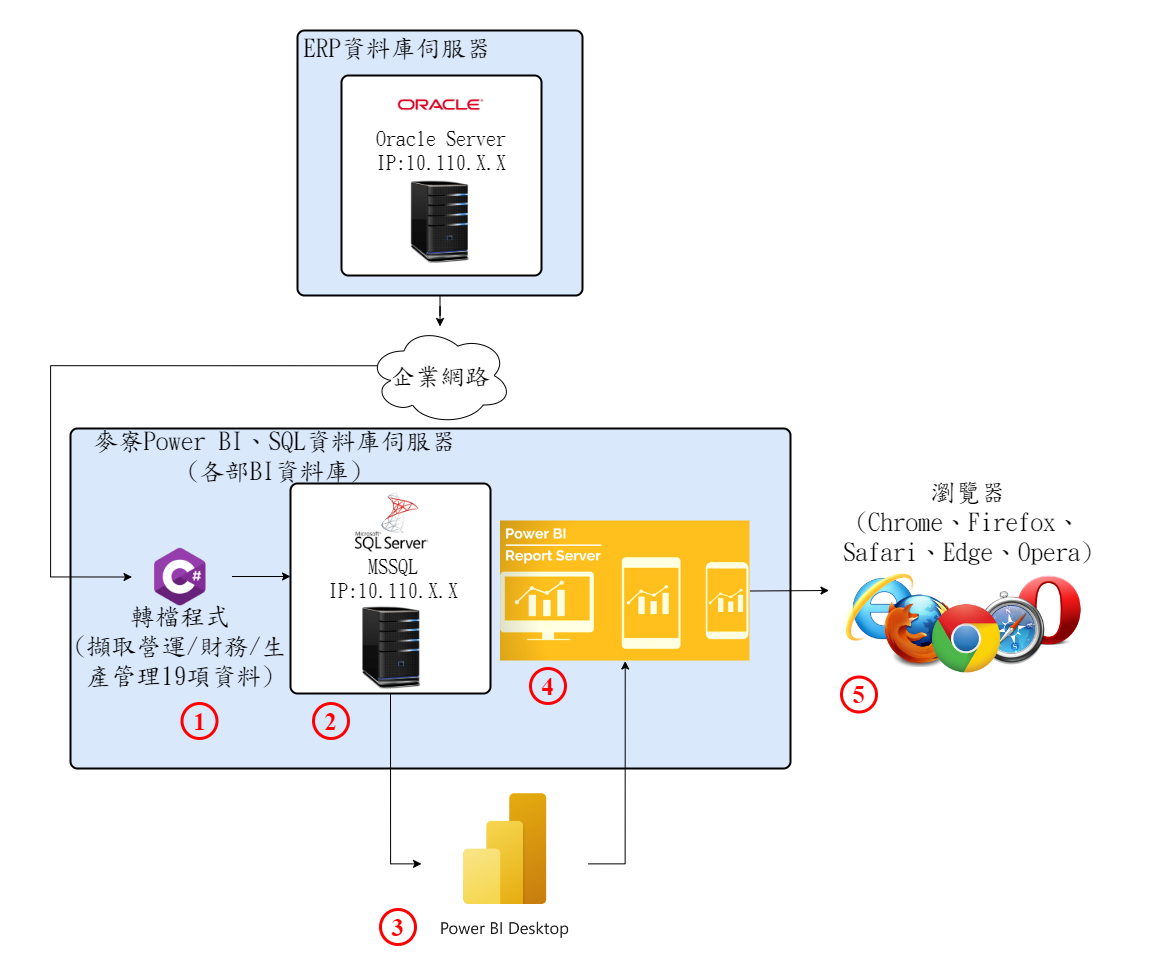 ERP資料庫伺服器
ORACLE
Oracle Server
IP:10.110.X.X
企業網路
麥寮Power BI、SQL資料庫伺服器
(各部BI資料庫)
Microsoft
SQL Server
MSSQL
IP:10.110.X.X
Power BI
Report Server
C#
轉檔程式
(擷取營運/財務/生
產管理19項資料)
1
2
4
瀏覽器
(Chrome、Firefox、
Safari、Edge、Opera)
5
3
Power BI Desktop